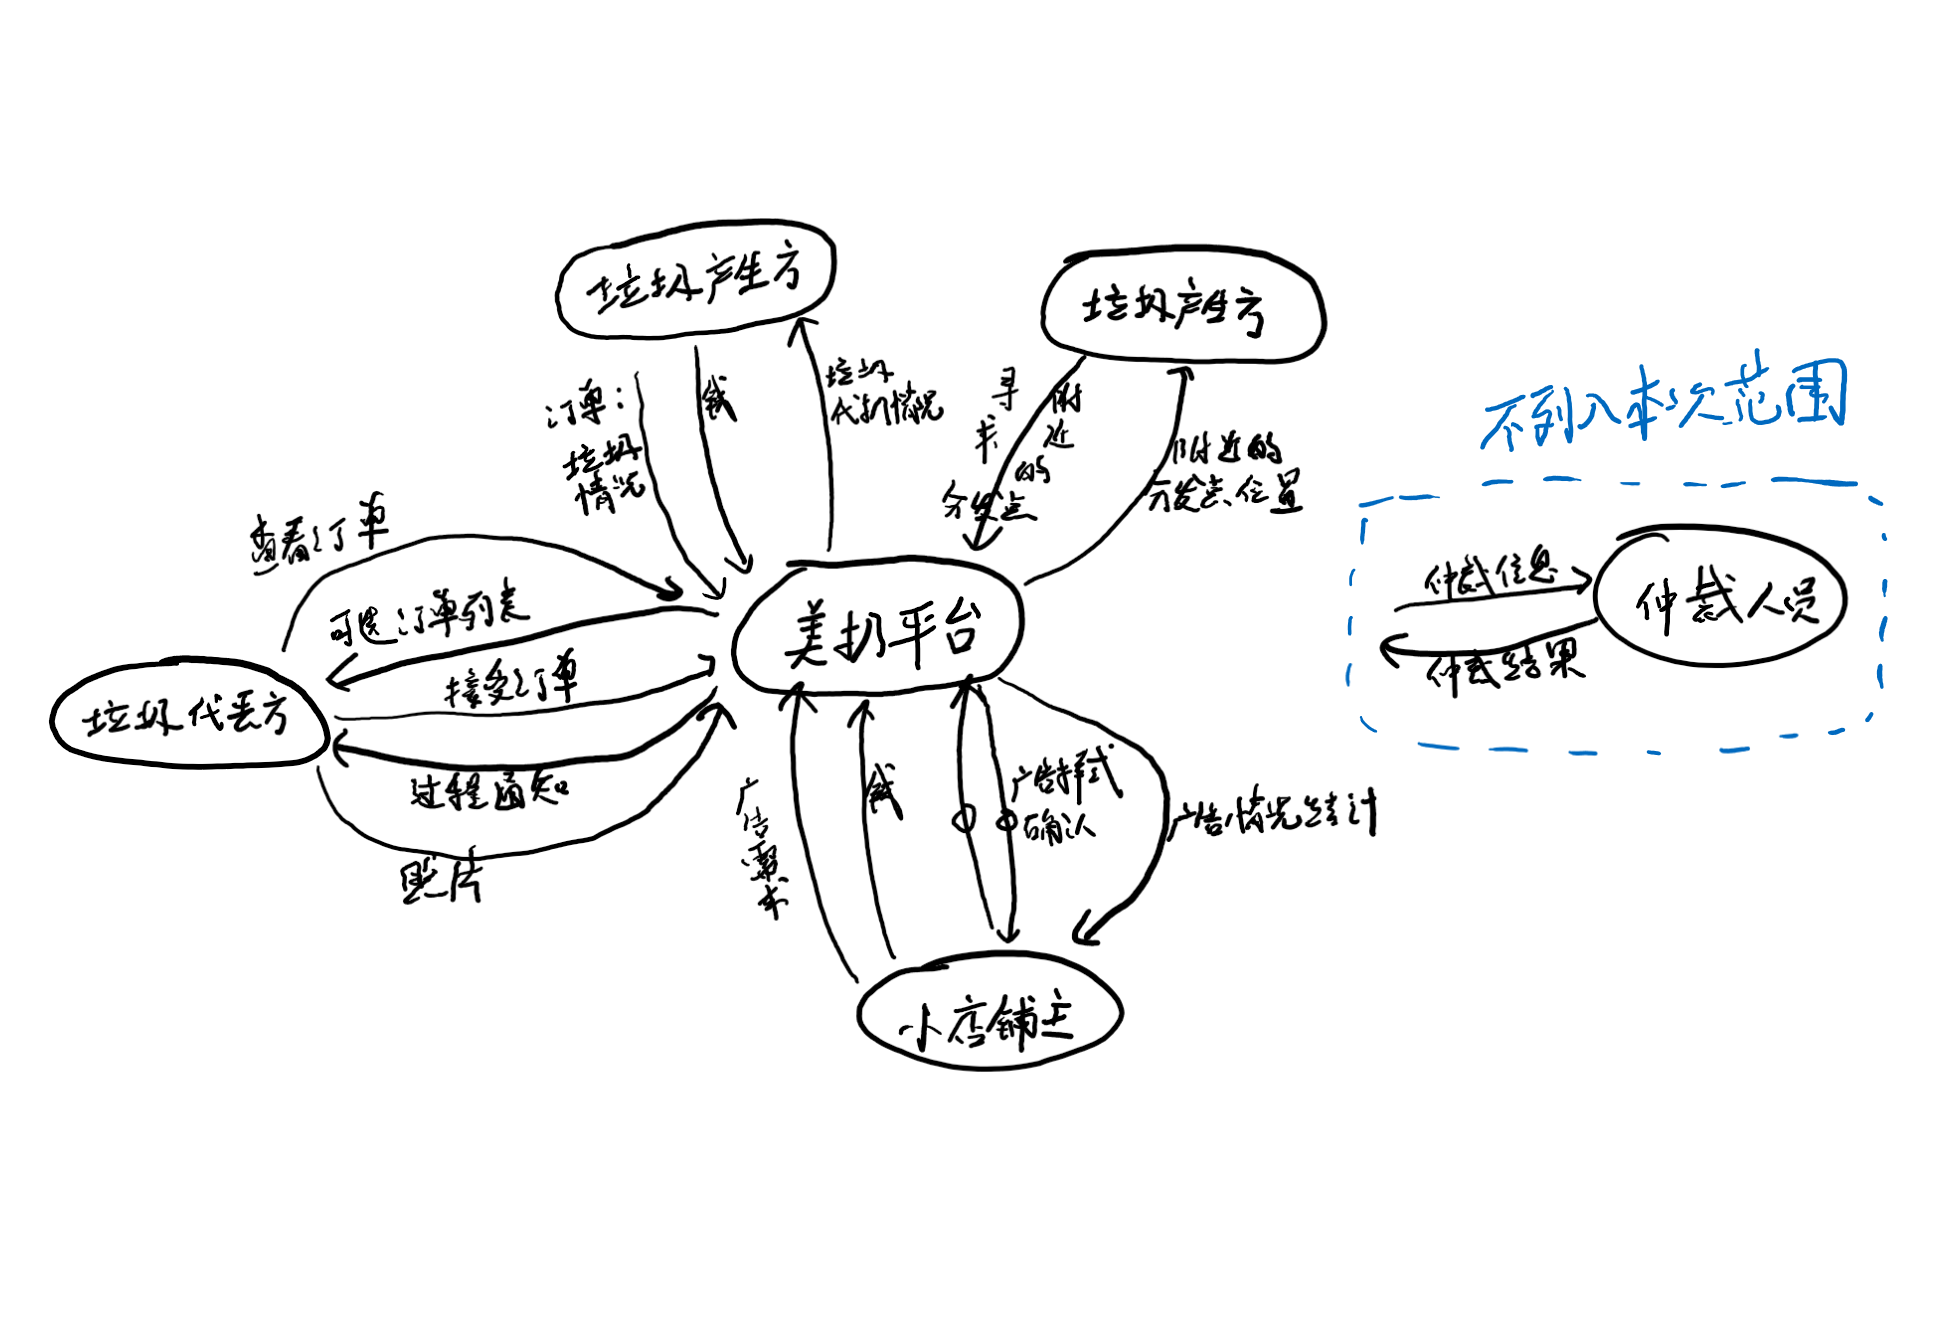 垃圾产生方
垃圾产生方
订单：
垃圾
情况
钱
垃圾
代扔情况
寻求附近的
分发点
附近的
分发点位置
不列入本次范围
仲裁信息
仲裁人员
仲裁结果
查看订单
可选订单列表
接受订单
垃圾代丢方
过程通知
照片
美扔平台
广告需求
钱
广告样式
确认
广告情况统计
小店铺主